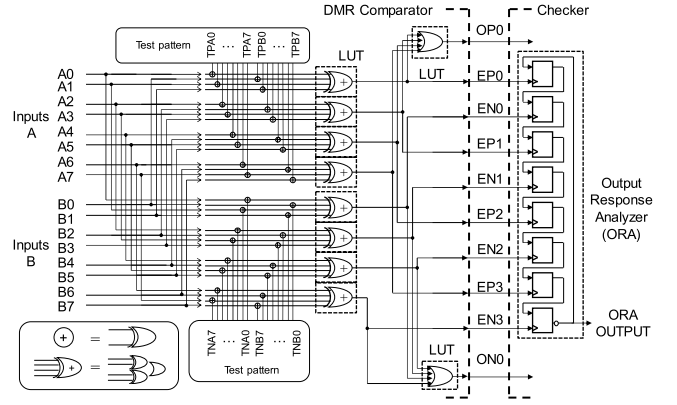 DMR Comparator
Checker
Test pattern
TPA0 ... TPA7 TPB0 ... TPB7
LUT
LUT
OP0
EP0
EN0
EP1
EN1
EP2
EN2
EP3
EN3
ON0
Inputs
A
A0
A1
A2
A3
A4
A5
A6
A7
Inputs
B
B0
B1
B2
B3
B4
B5
B6
B7
+
+
+
+
+
+
+
+
Output
Response
Analyzer
(ORA)
ORA
OUTPUT
LUT
TNA7 ... TNA0 TNB7 ... TNB0
Test pattern
+ =
+ =